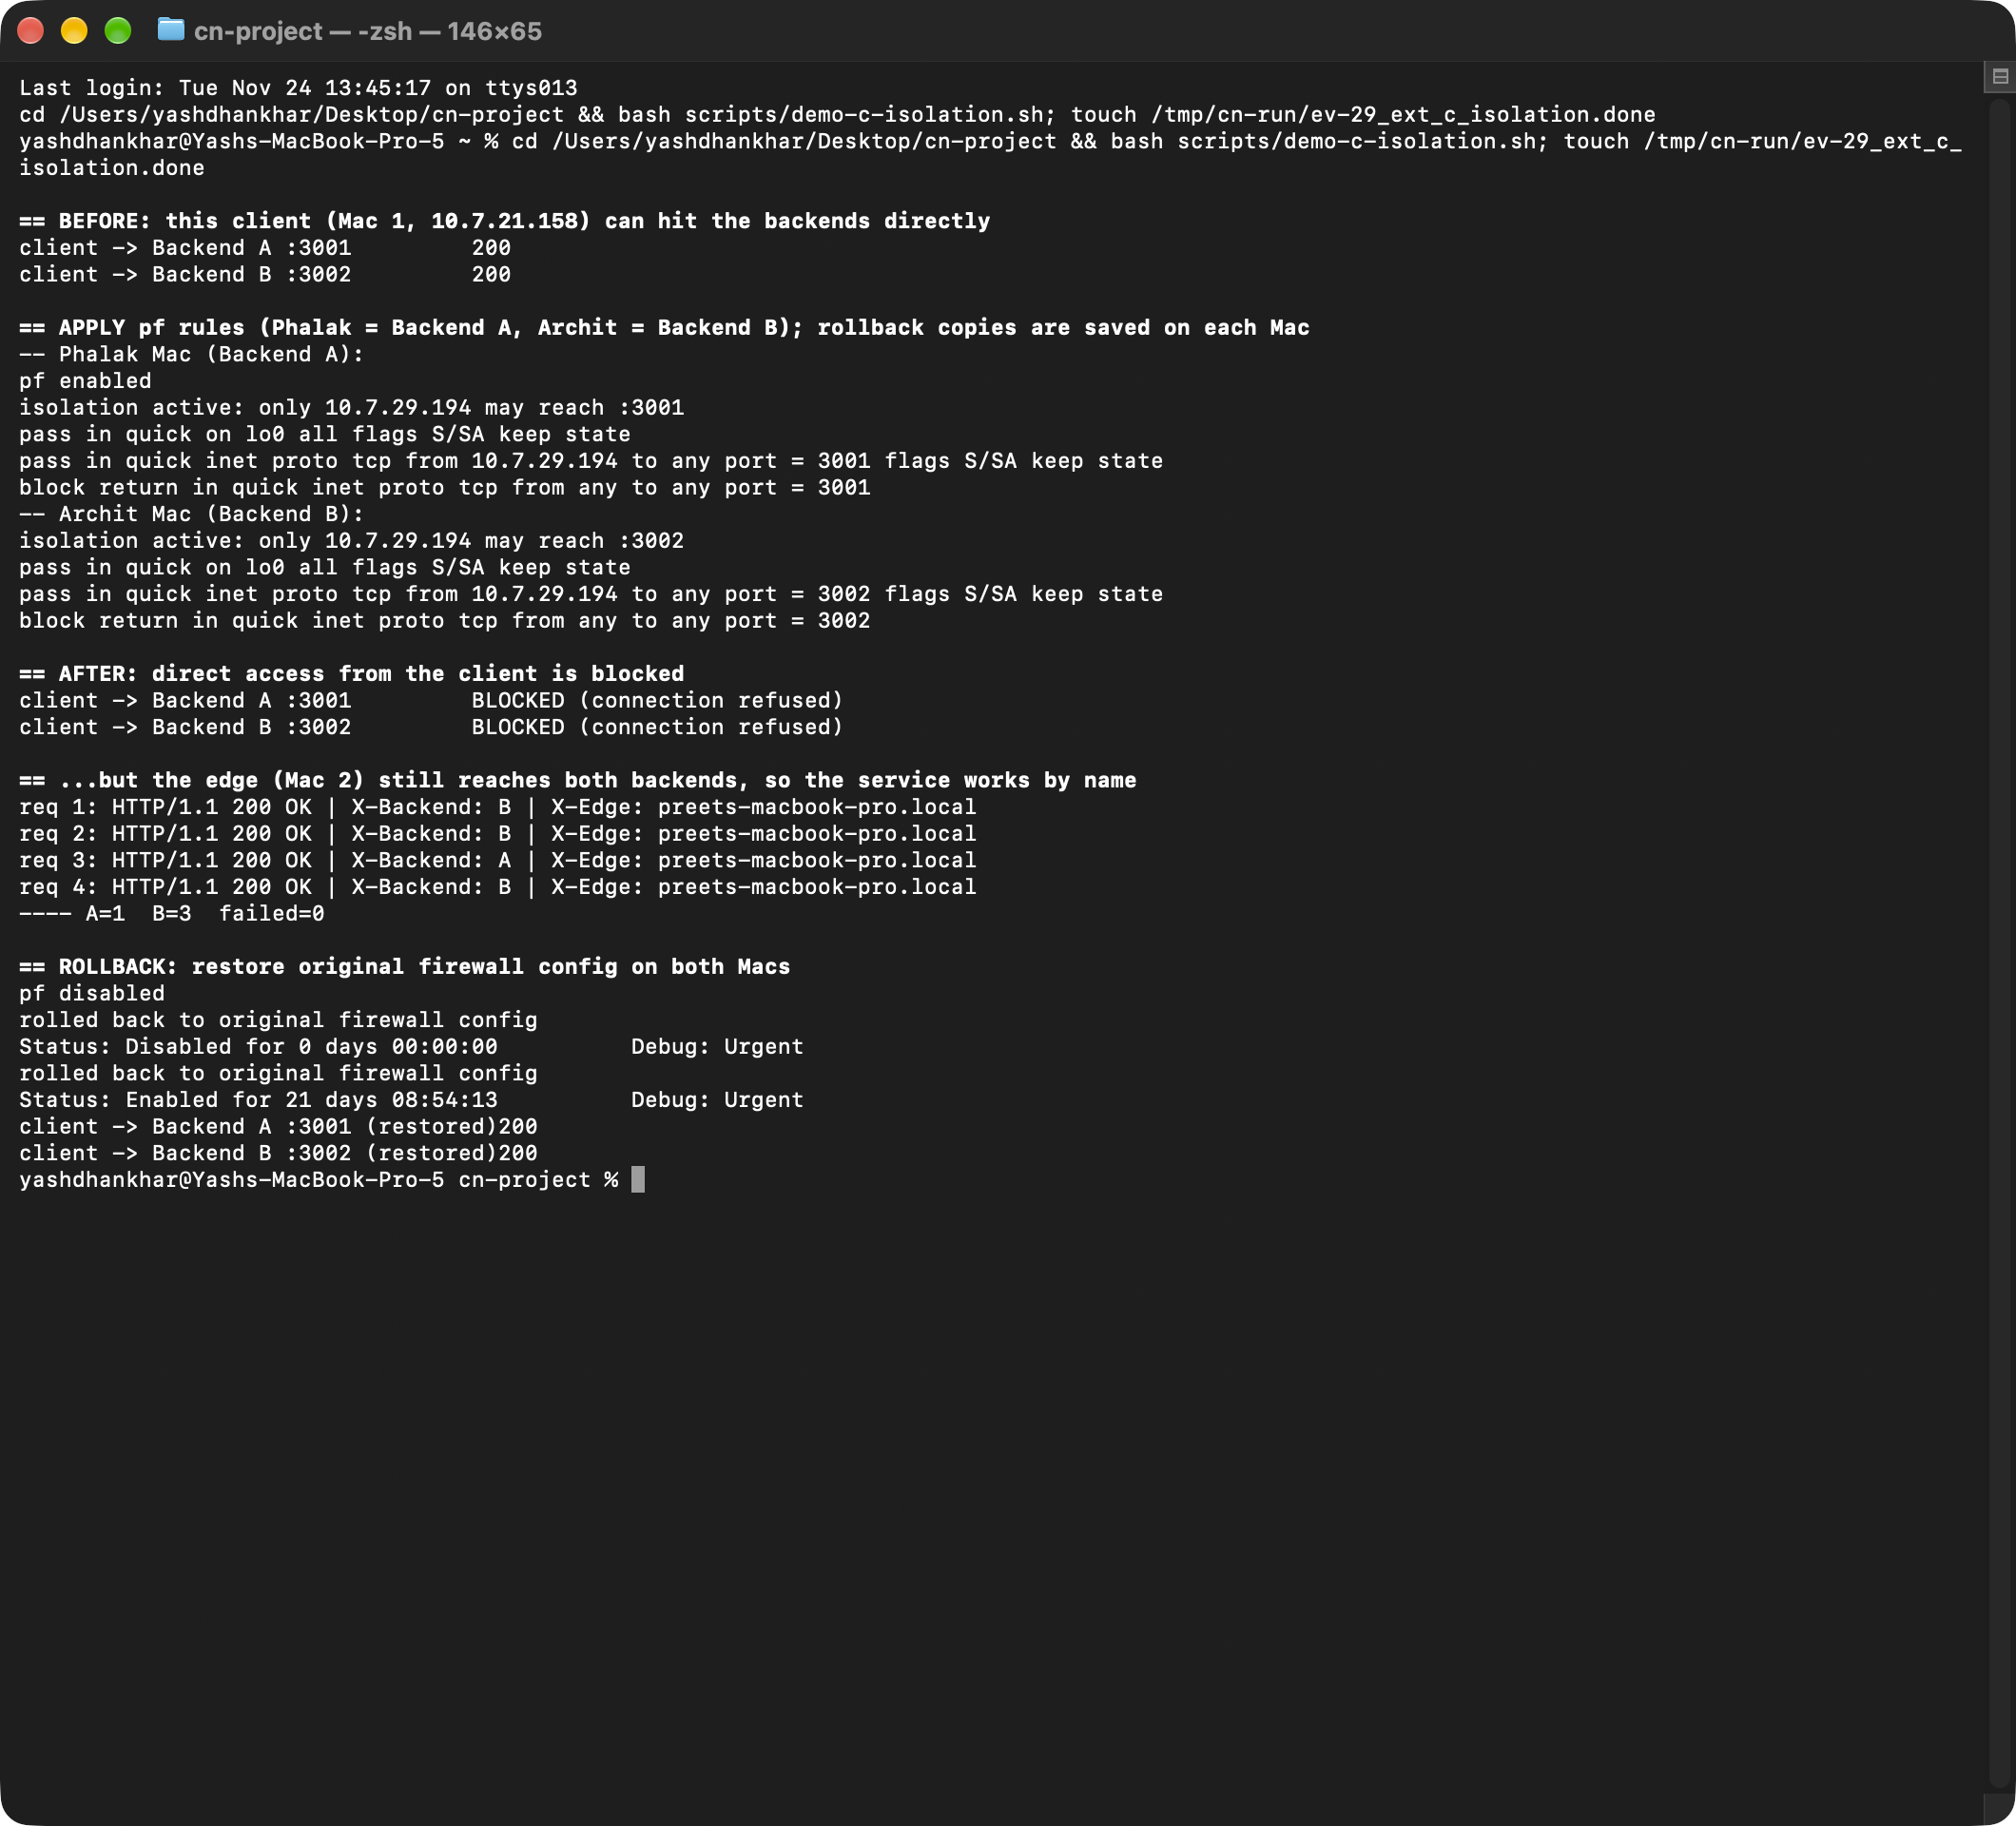 cn-project — -zsh — 146×65
Last login: Tue Nov 24 13:45:17 on ttys013
cd /Users/yashdhankhar/Desktop/cn-project && bash scripts/demo-c-isolation.sh; touch /tmp/cn-run/ev-29_ext_c_isolation.done
yashdhankhar@Yashs-MacBook-Pro-5 ~ % cd /Users/yashdhankhar/Desktop/cn-project && bash scripts/demo-c-isolation.sh; touch /tmp/cn-run/ev-29_ext_c_
isolation.done

== BEFORE: this client (Mac 1, 10.7.21.158) can hit the backends directly
client -> Backend A :3001         200
client -> Backend B :3002         200

== APPLY pf rules (Phalak = Backend A, Archit = Backend B); rollback copies are saved on each Mac
-- Phalak Mac (Backend A):
pf enabled
isolation active: only 10.7.29.194 may reach :3001
pass in quick on lo0 all flags S/SA keep state
pass in quick inet proto tcp from 10.7.29.194 to any port = 3001 flags S/SA keep state
block return in quick inet proto tcp from any to any port = 3001
-- Archit Mac (Backend B):
isolation active: only 10.7.29.194 may reach :3002
pass in quick on lo0 all flags S/SA keep state
pass in quick inet proto tcp from 10.7.29.194 to any port = 3002 flags S/SA keep state
block return in quick inet proto tcp from any to any port = 3002

== AFTER: direct access from the client is blocked
client -> Backend A :3001         BLOCKED (connection refused)
client -> Backend B :3002         BLOCKED (connection refused)

== ...but the edge (Mac 2) still reaches both backends, so the service works by name
req 1: HTTP/1.1 200 OK | X-Backend: B | X-Edge: preets-macbook-pro.local
req 2: HTTP/1.1 200 OK | X-Backend: B | X-Edge: preets-macbook-pro.local
req 3: HTTP/1.1 200 OK | X-Backend: A | X-Edge: preets-macbook-pro.local
req 4: HTTP/1.1 200 OK | X-Backend: B | X-Edge: preets-macbook-pro.local
---- A=1  B=3  failed=0

== ROLLBACK: restore original firewall config on both Macs
pf disabled
rolled back to original firewall config
Status: Disabled for 0 days 00:00:00          Debug: Urgent
rolled back to original firewall config
Status: Enabled for 21 days 08:54:13          Debug: Urgent
client -> Backend A :3001 (restored)200
client -> Backend B :3002 (restored)200
yashdhankhar@Yashs-MacBook-Pro-5 cn-project %